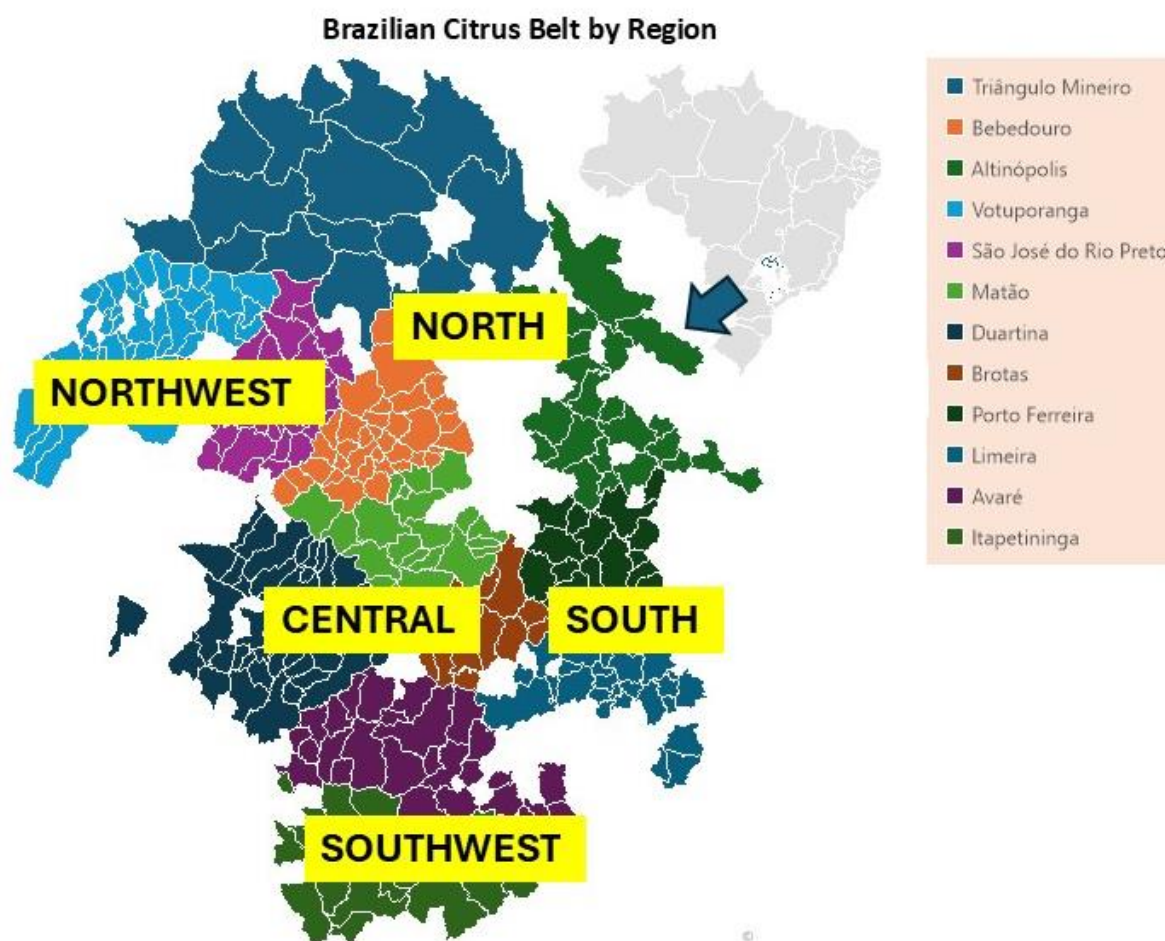 Brazilian Citrus Belt by Region
Triângulo Mineiro
Bebedouro
Altinópolis
Votuporanga
São José do Rio Preto
Matão
Duartina
Brotas
Porto Ferreira
Limeira
Avaré
Itapetininga
NORTH
NORTHWEST
CENTRAL
SOUTH
SOUTHWEST
©